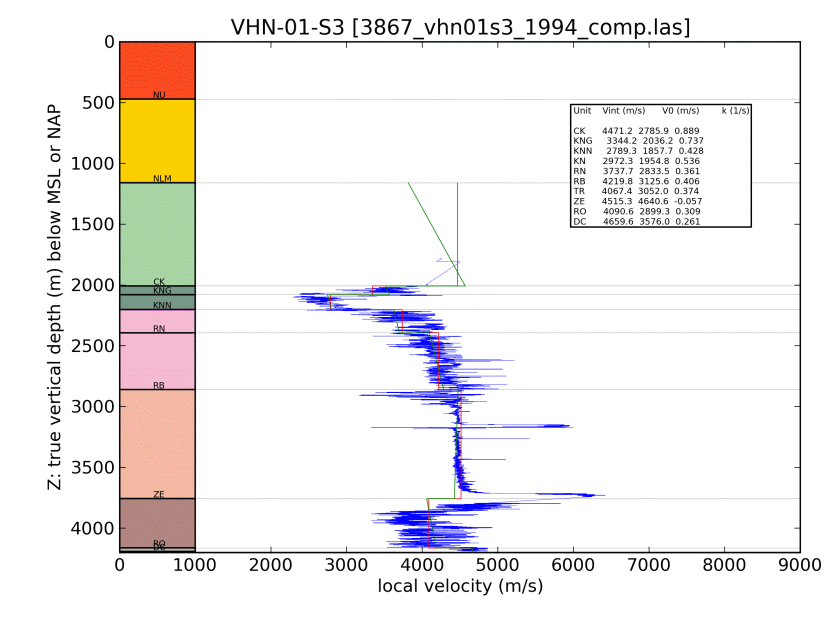 VHN-01-S3 [3867_vhn01s3_1994_comp.las]
0
500
1000
1500
2000
2500
3000
3500
4000
Z: true vertical depth (m) below MSL or NAP
NU
NLM
CK
KNG
KNN
RN
RB
ZE
RO
DC
Unit Vint (m/s) V0 (m/s) k (1/s)
CK 4471.2 2785.9 0.889
KNG 3344.2 2036.2 0.737
KNN 2789.3 1857.7 0.428
KN 2972.3 1954.8 0.536
RN 3737.7 2833.5 0.361
RB 4219.8 3125.6 0.406
TR 4067.4 3052.0 0.374
ZE 4515.3 4640.6 -0.057
RO 4090.6 2899.3 0.309
DC 4659.6 3576.0 0.261
0 1000 2000 3000 4000 5000 6000 7000 8000 9000
local velocity (m/s)